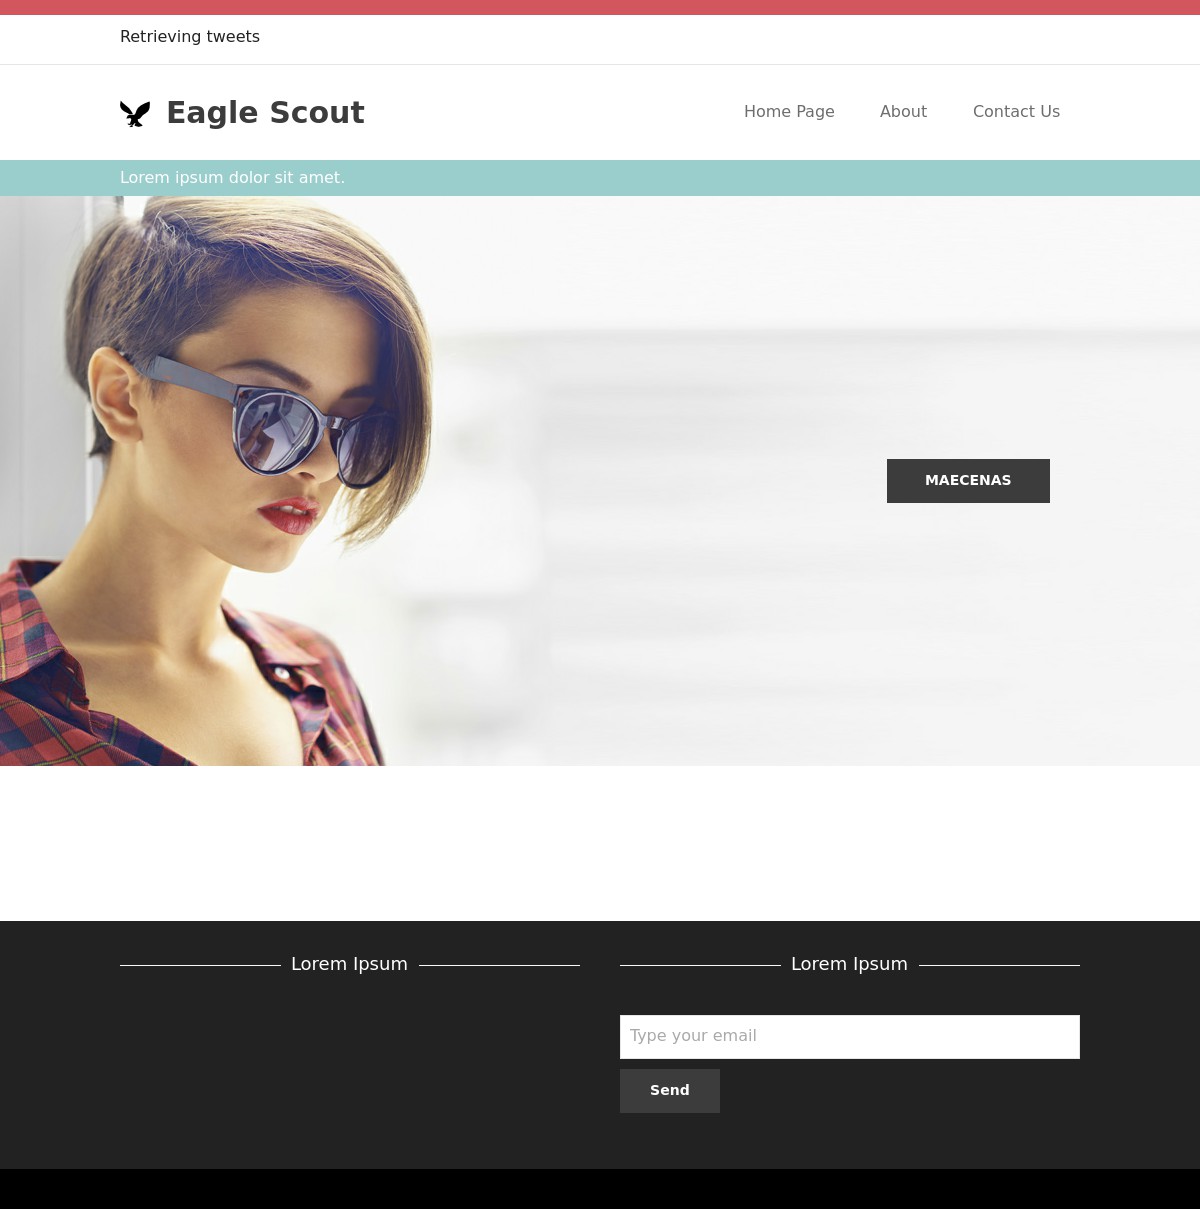 Retrieving tweets
Eagle Scout
Home Page
About
Contact Us
Lorem ipsum dolor sit amet.
MAECENAS
Lorem Ipsum
Lorem Ipsum
Type your email
Send